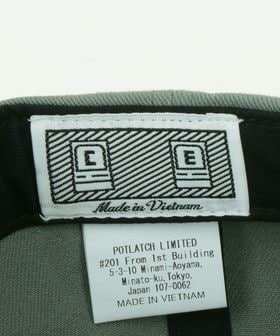 C E
Made in Vietnam
POTLATCH LIMITED
#201 From 1st Building
5-3-10 Minami-Aoyama,
Minato-ku, Tokyo,
Japan 107-0062
MADE IN VIETNAM